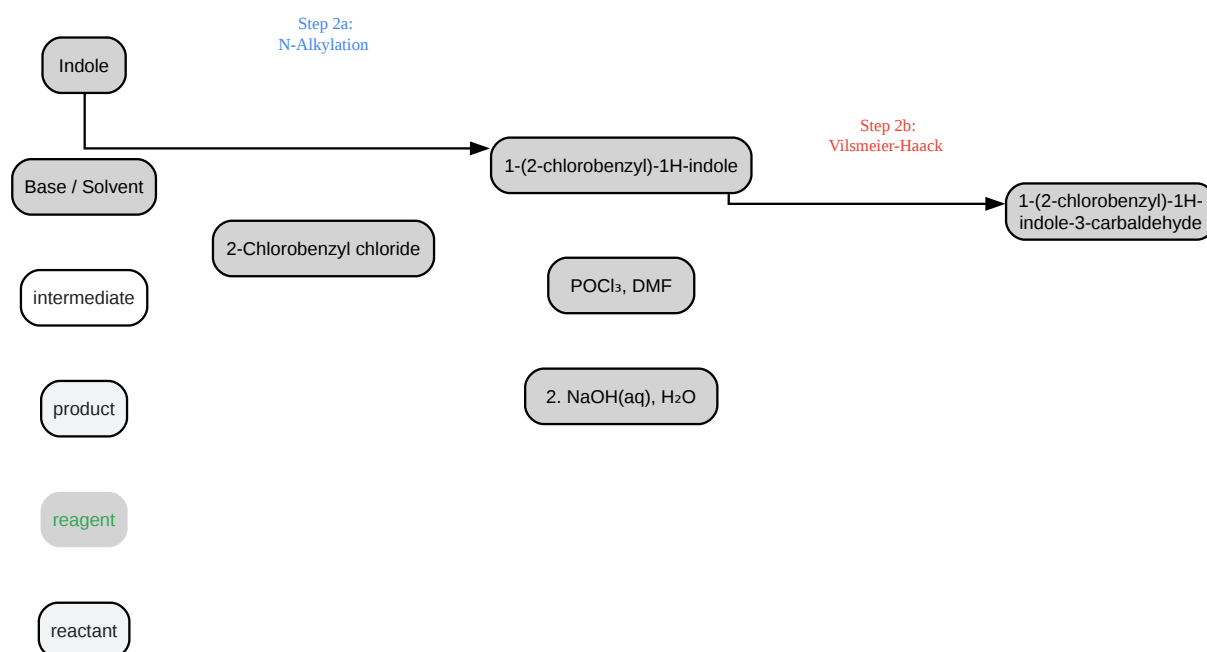 Step 2a:
N-Alkylation
Indole
Step 2b:
Vilsmeier-Haack
1-(2-chlorobenzyl)-1H-indole
Base / Solvent
1-(2-chlorobenzyl)-1H-
indole-3-carbaldehyde
2-Chlorobenzyl chloride
POCl₃, DMF
intermediate
2. NaOH(aq), H₂O
product
reagent
reactant